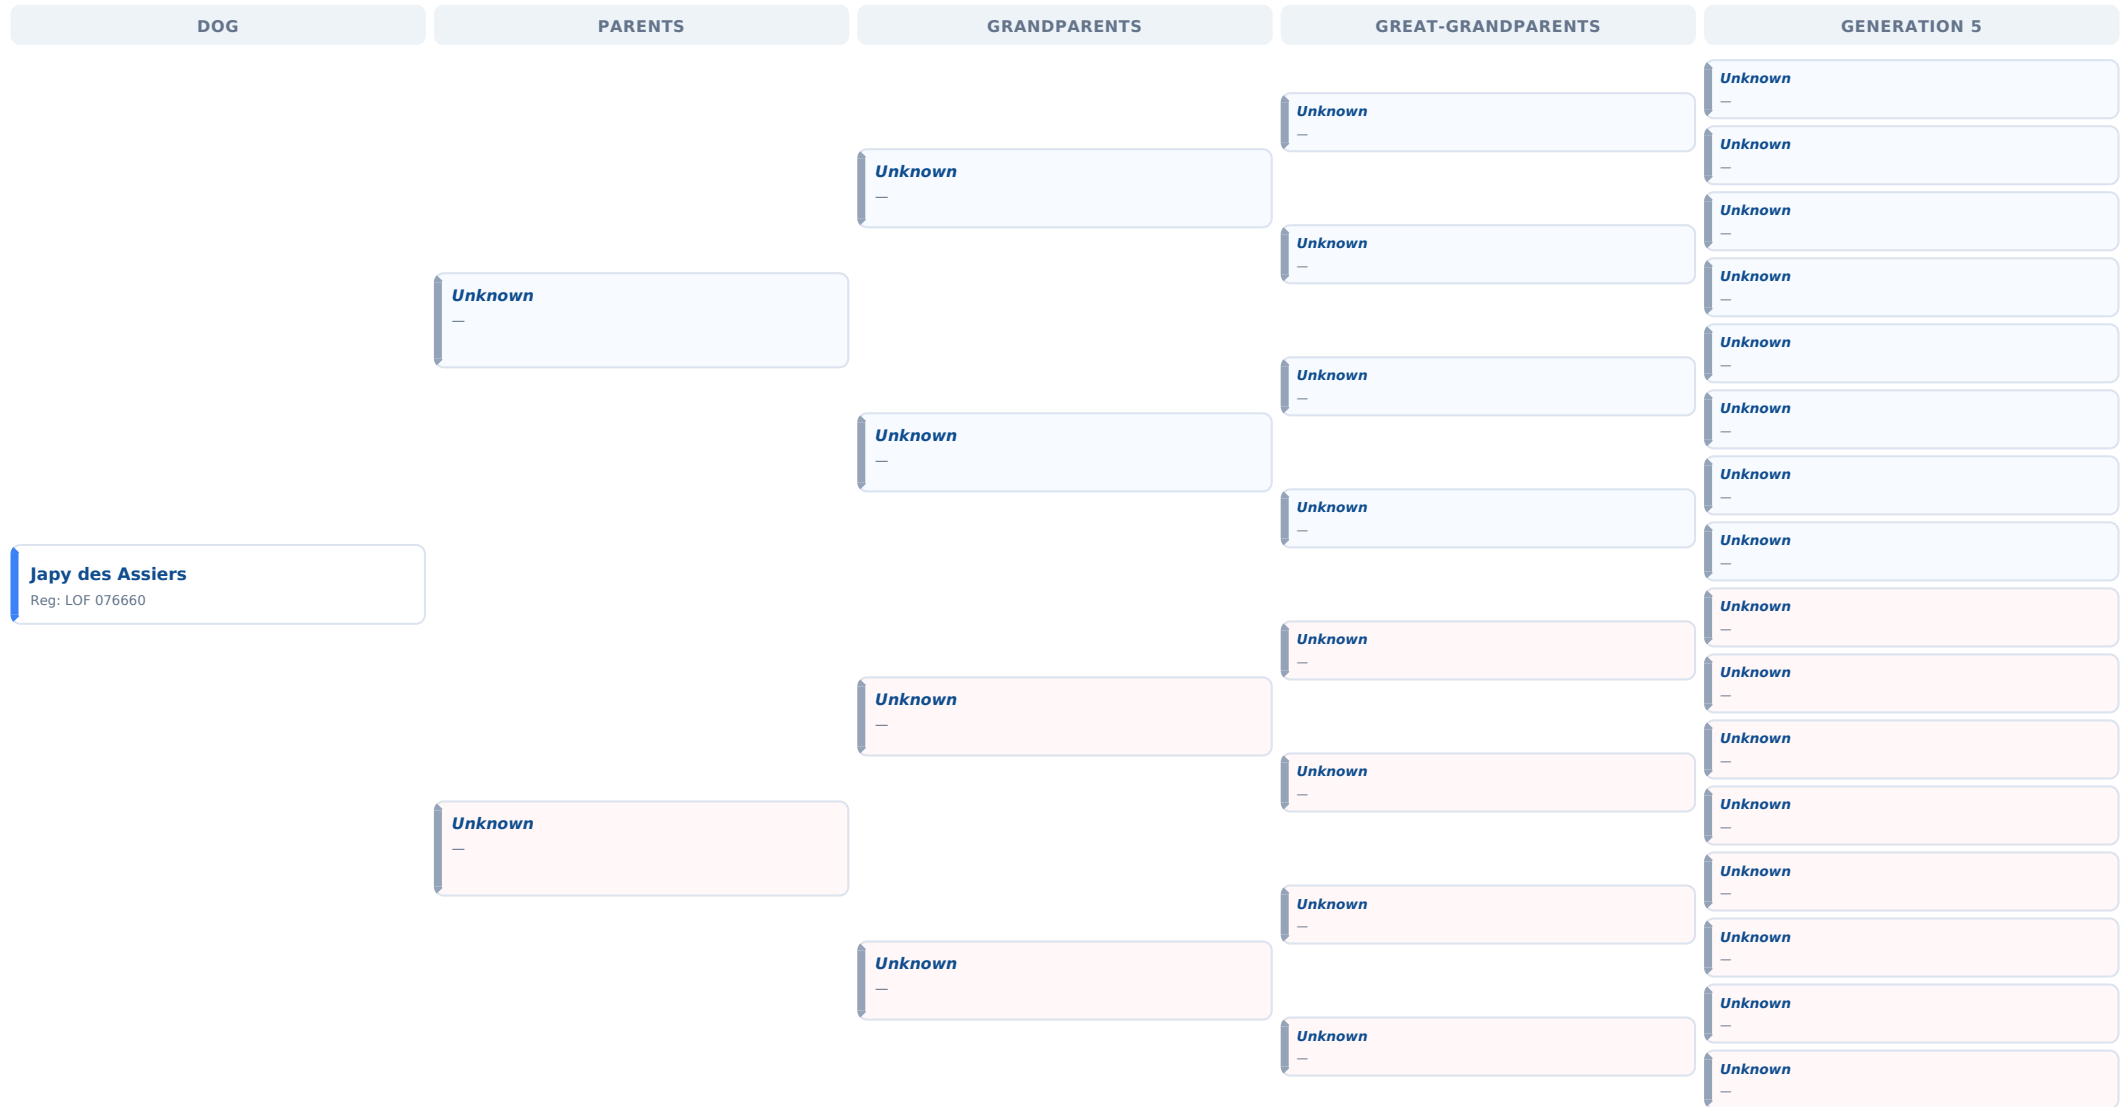 DOG
PARENTS
GRANDPARENTS
GREAT-GRANDPARENTS
GENERATION 5
Japy des Assiers
Reg: LOF 076660
Unknown
—
Unknown
—
Unknown
—
Unknown
—
Unknown
—
Unknown
—
Unknown
—
Unknown
—
Unknown
—
Unknown
—
Unknown
—
Unknown
—
Unknown
—
Unknown
—
Unknown
—
Unknown
—
Unknown
—
Unknown
—
Unknown
—
Unknown
—
Unknown
—
Unknown
—
Unknown
—
Unknown
—
Unknown
—
Unknown
—
Unknown
—
Unknown
—
Unknown
—
Unknown
—